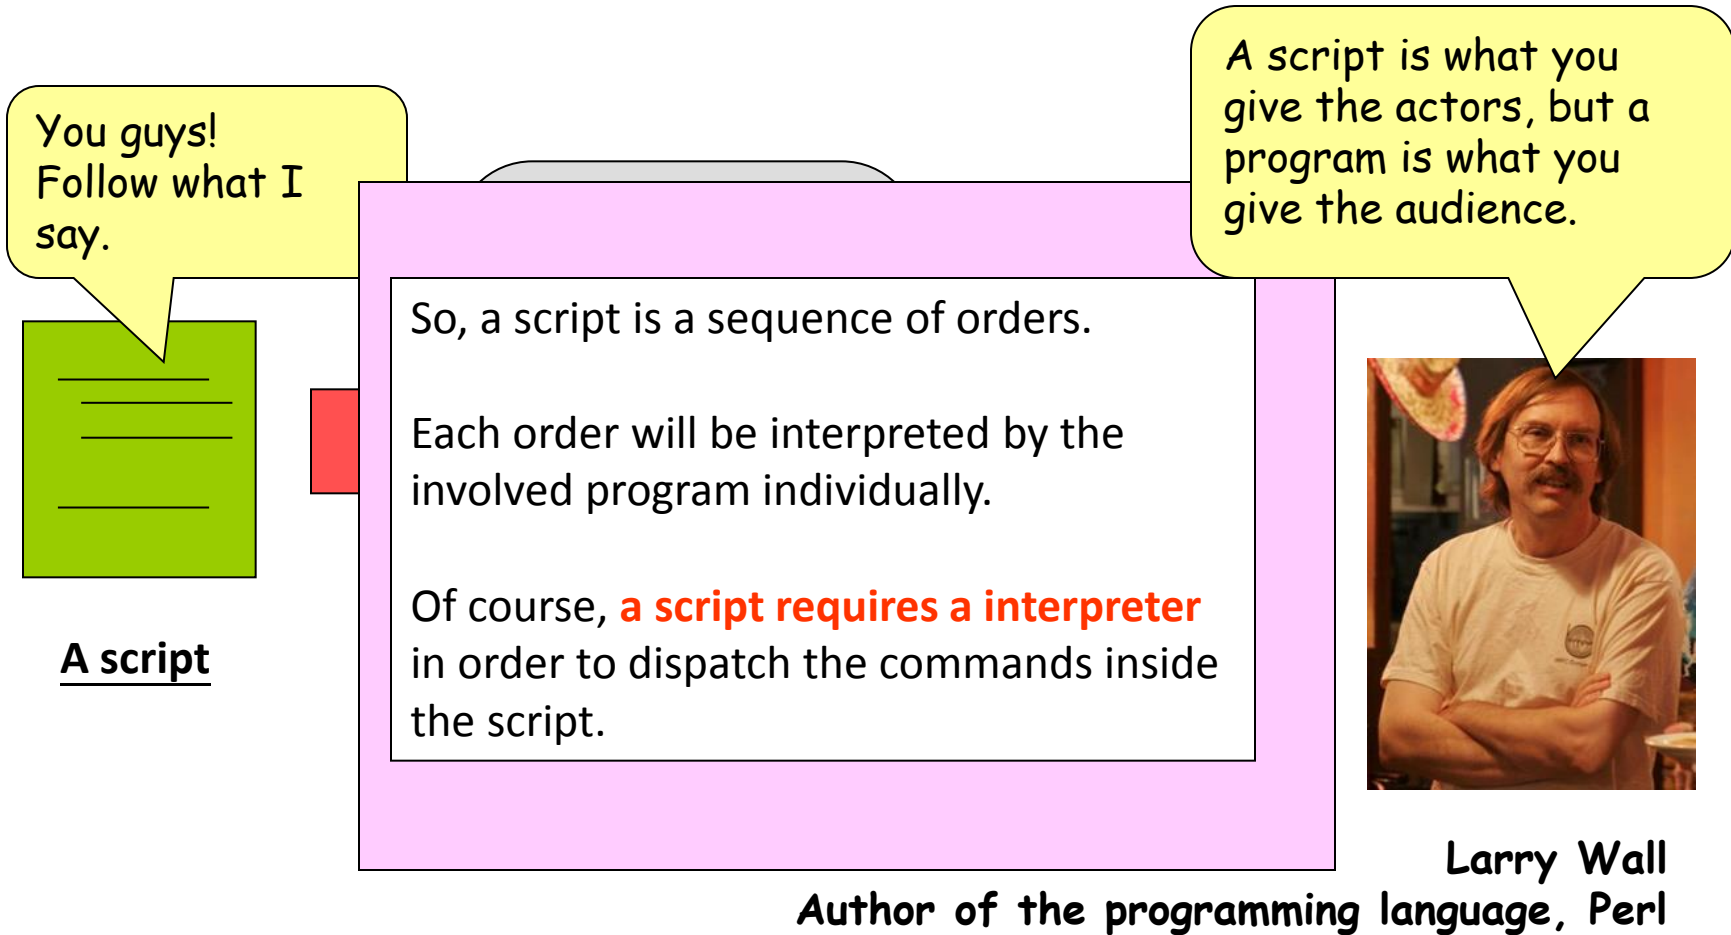 You guys!
Follow what I
say.
A script is what you
give the actors, but a
program is what you
give the audience.
So, a script is a sequence of orders.
Each order will be interpreted by the
involved program individually.
Of course, a script requires a interpreter
in order to dispatch the commands inside
the script.
A script
Larry Wall
Author of the programming language, Perl